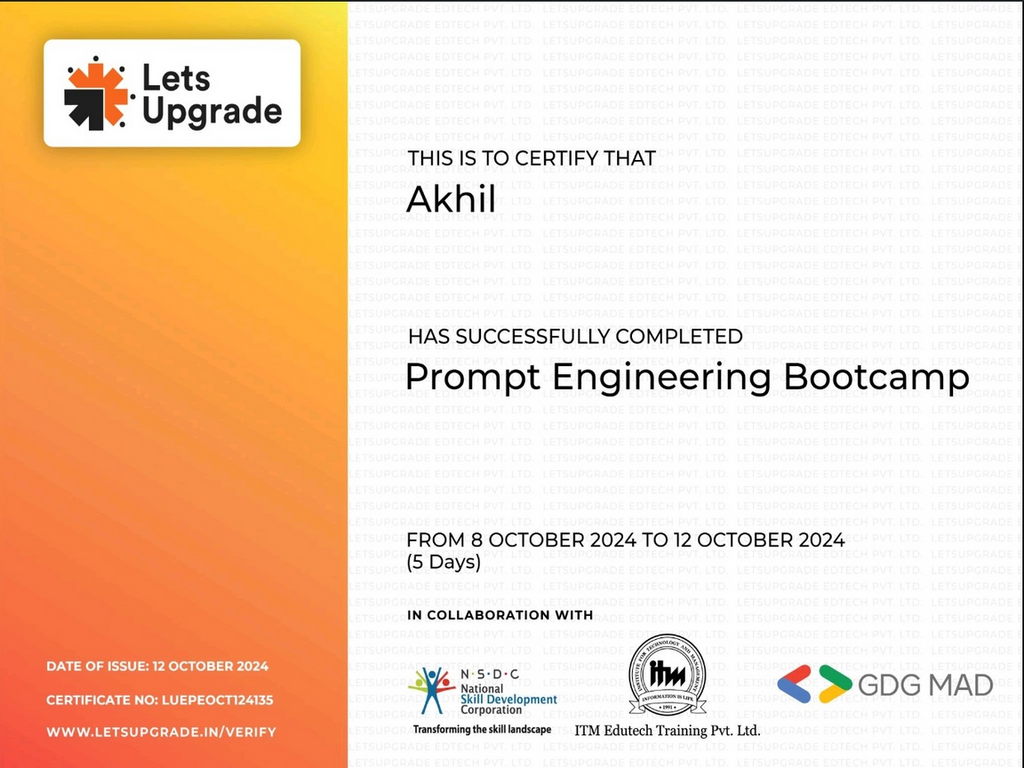 Lets
Upgrade
THIS IS TO CERTIFY THAT
Akhil
HAS SUCCESSFULLY COMPLETED
Prompt Engineering Bootcamp
FROM 8 OCTOBER 2024 TO 12 OCTOBER 2024
(5 Days)
IN COLLABORATION WITH
N·S·D·C
National
Skill Development
Corporation
Transforming the skill landscape
INSTITUTE FOR TECHNOLOGY AND MANAGEMENT
itm
INFORMATION IS LIFE
1991
ITM Edutech Training Pvt. Ltd.
GDG MAD
DATE OF ISSUE: 12 OCTOBER 2024
CERTIFICATE NO: LUEPEOCT124135
WWW.LETSUPGRADE.IN/VERIFY
LETSUPGRADE EDTECH PVT. LTD.